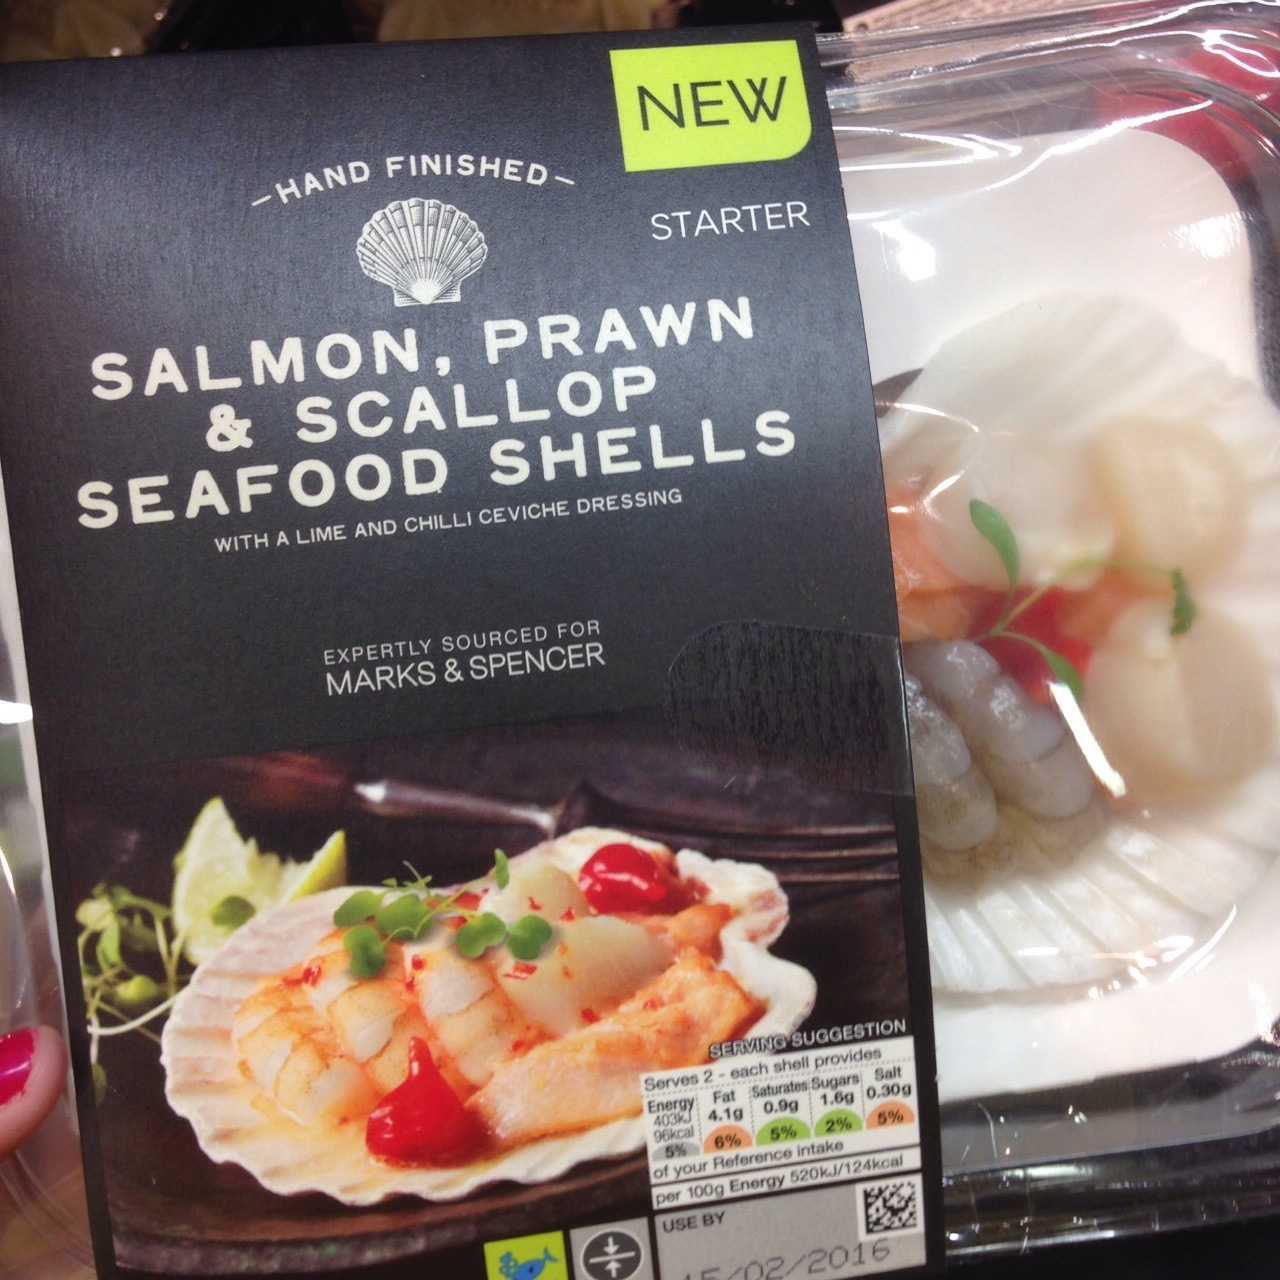 NEW
-HAND FINISHED-
STARTER
SALMON, PRAWN
& SCALLOP
SEAFOOD SHELLS
WITH A LIME AND CHILLI CEVICHE DRESSING
EXPERTLY SOURCED FOR
MARKS & SPENCER
SERVING SUGGESTION
Serves 2 - each shell provides
Energy 403kJ 96kcal 5%
Fat 4.1g 6%
Saturates 0.9g 5%
Sugars 1.6g 2%
Salt 0.30g 5%
of your Reference intake
per 100g Energy 520kJ/124kcal
USE BY
15/02/2016